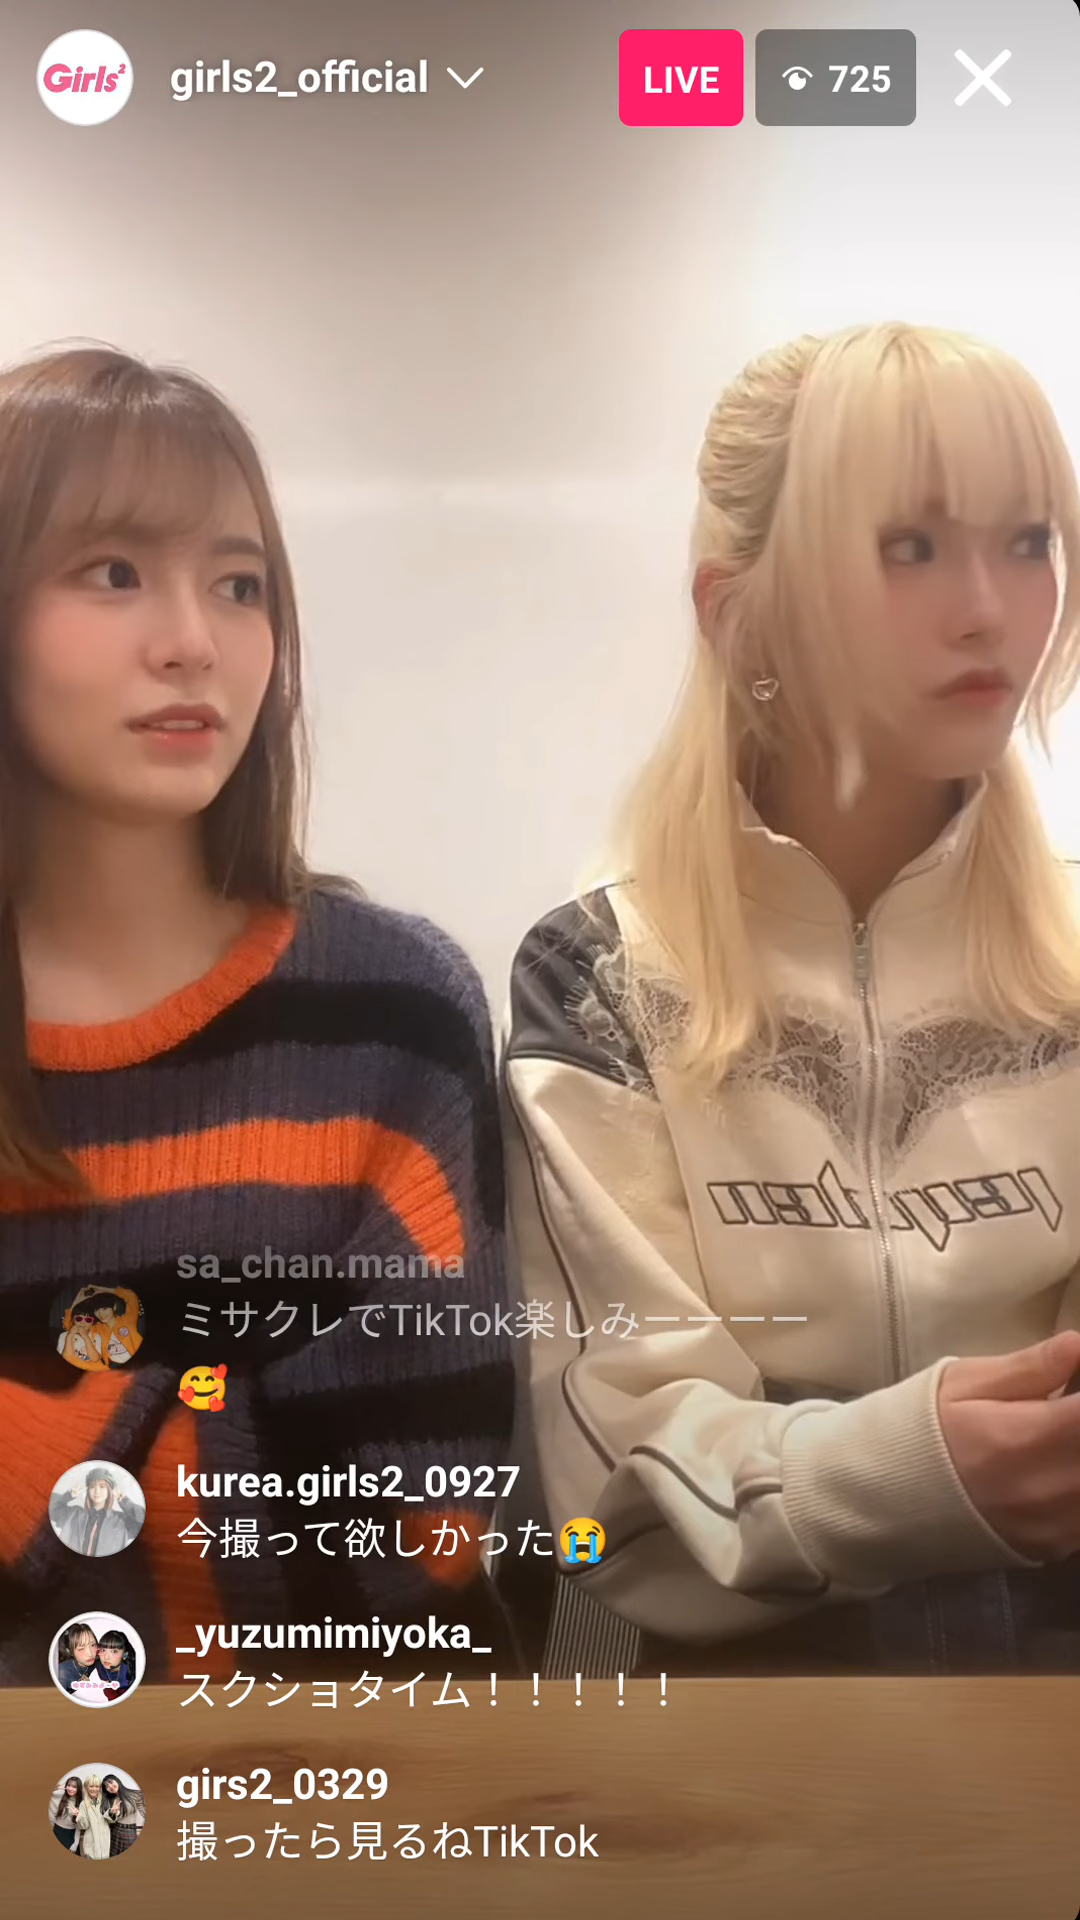 Girls²
girls2_official
LIVE
725
sa_chan.mama
ミサクレでTikTok楽しみーーーー
🥰
kurea.girls2_0927
今撮って欲しかった😭
_yuzumimiyoka_
スクショタイム！！！！！
girs2_0329
撮ったら見るねTikTok